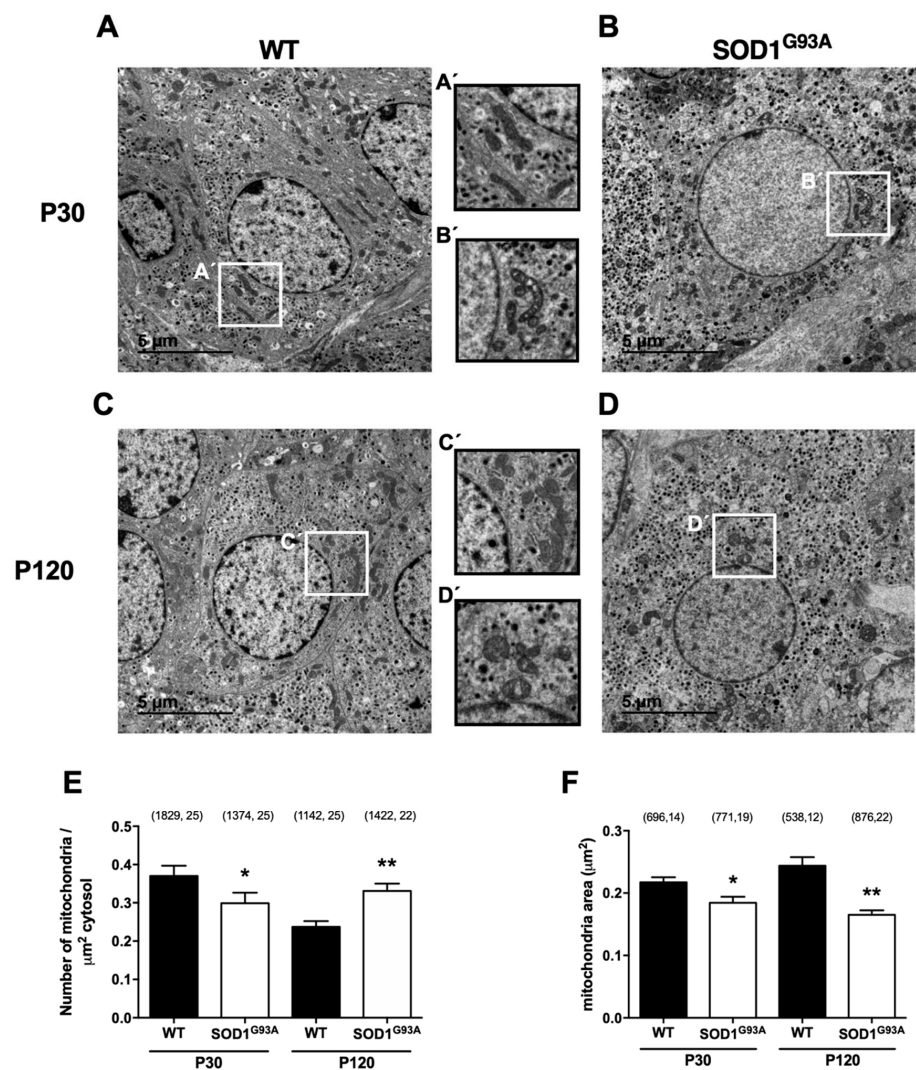 A
WT
B
SOD1G93A
A´
B´
P30
A´
B´
5 µm
5 µm
C
D
C´
D´
C´
P120
D´
5 µm
5 µm
E
F
(1829, 25) (1374, 25) (1142, 25) (1422, 22)
(696,14) (771,19) (538,12) (876,22)
Number of mitochondria /
µm2 cytosol
0.5
0.4
0.3
0.2
0.1
0.0
*
**
WT SOD1G93A WT SOD1G93A
P30 P120
mitochondria area (µm2)
0.3
0.2
0.1
0.0
*
**
WT SOD1G93A WT SOD1G93A
P30 P120